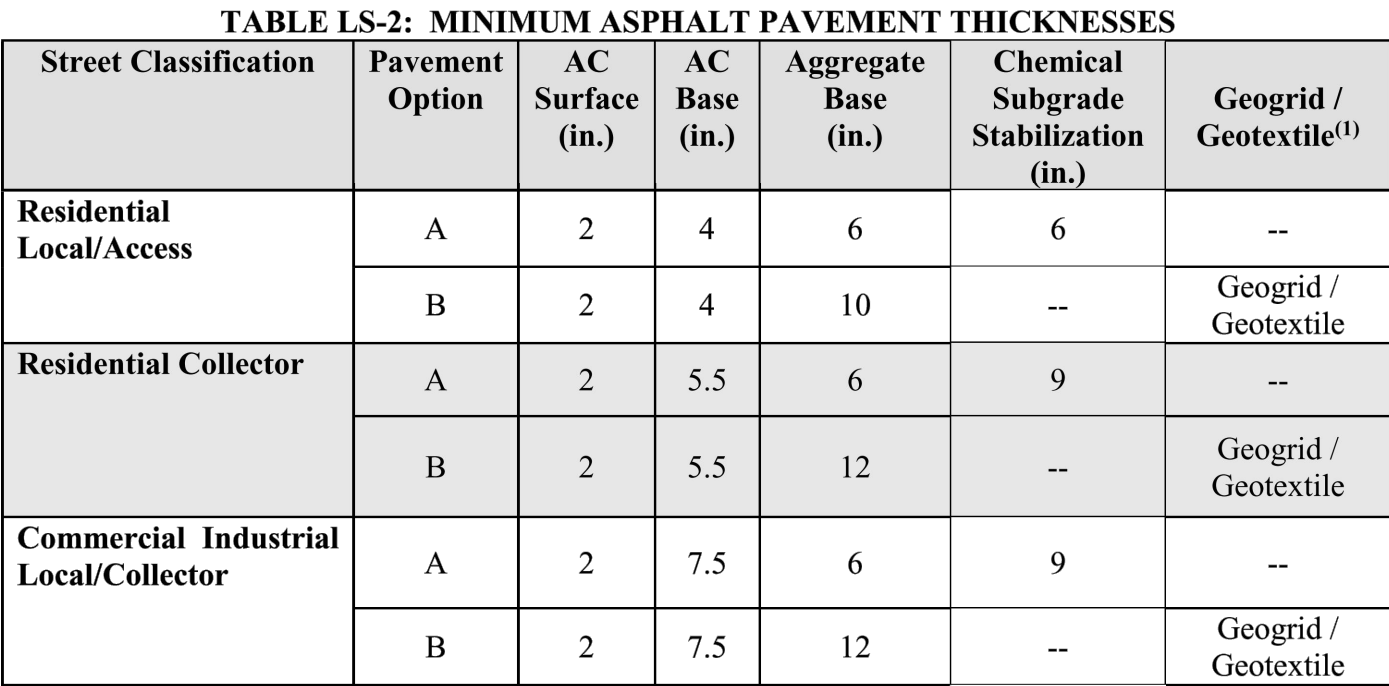 TABLE LS-2: MINIMUM ASPHALT PAVEMENT THICKNESSES
Street Classification | Pavement Option | AC Surface (in.) | AC Base (in.) | Aggregate Base (in.) | Chemical Subgrade Stabilization (in.) | Geogrid / Geotextile(1)
Residential Local/Access | A | 2 | 4 | 6 | 6 | --
B | 2 | 4 | 10 | -- | Geogrid / Geotextile
Residential Collector | A | 2 | 5.5 | 6 | 9 | --
B | 2 | 5.5 | 12 | -- | Geogrid / Geotextile
Commercial Industrial Local/Collector | A | 2 | 7.5 | 6 | 9 | --
B | 2 | 7.5 | 12 | -- | Geogrid / Geotextile